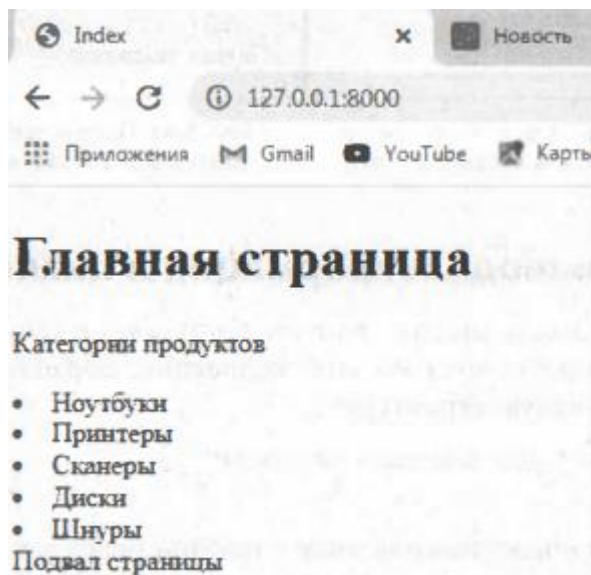 Index × Новость
127.0.0.1:8000
Приложения Gmail YouTube Карты
Главная страница
Категории продуктов
• Ноутбуки
• Принтеры
• Сканеры
• Диски
• Шнуры
Подвал страницы